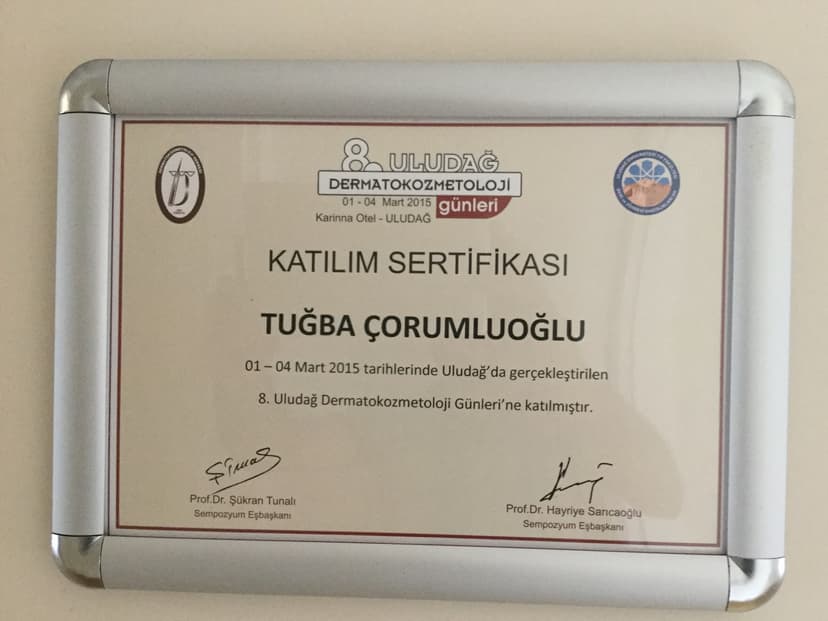 8. ULUDAĞ
DERMATOKOZMETOLOJİ
01 - 04 Mart 2015 günleri
Karinna Otel - ULUDAĞ
KATILIM SERTİFİKASI
TUĞBA ÇORUMLUOĞLU
01 – 04 Mart 2015 tarihlerinde Uludağ’da gerçekleştirilen
8. Uludağ Dermatokozmetoloji Günleri’ne katılmıştır.
Prof.Dr. Şükran Tunalı
Sempozyum Eşbaşkanı
Prof.Dr. Hayriye Sarıcaoğlu
Sempozyum Eşbaşkanı